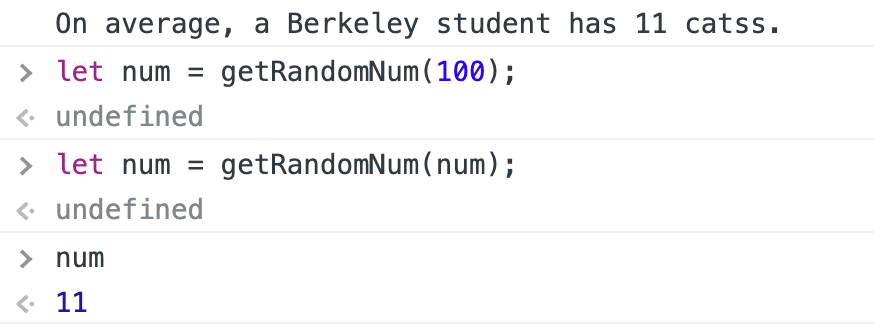 On average, a Berkeley student has 11 catss.
> let num = getRandomNum(100);
undefined
> let num = getRandomNum(num);
undefined
> num
11